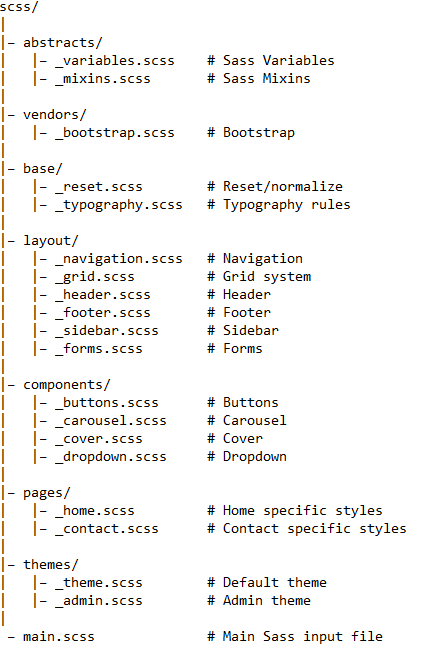 scss/
|
|– abstracts/
|   |– _variables.scss    # Sass Variables
|   |– _mixins.scss       # Sass Mixins
|
|– vendors/
|   |– _bootstrap.scss    # Bootstrap
|
|– base/
|   |– _reset.scss        # Reset/normalize
|   |– _typography.scss   # Typography rules
|
|– layout/
|   |– _navigation.scss   # Navigation
|   |– _grid.scss         # Grid system
|   |– _header.scss       # Header
|   |– _footer.scss       # Footer
|   |– _sidebar.scss      # Sidebar
|   |– _forms.scss        # Forms
|
|– components/
|   |– _buttons.scss      # Buttons
|   |– _carousel.scss     # Carousel
|   |– _cover.scss        # Cover
|   |– _dropdown.scss     # Dropdown
|
|– pages/
|   |– _home.scss         # Home specific styles
|   |– _contact.scss      # Contact specific styles
|
|– themes/
|   |– _theme.scss        # Default theme
|   |– _admin.scss        # Admin theme
|
 – main.scss              # Main Sass input file